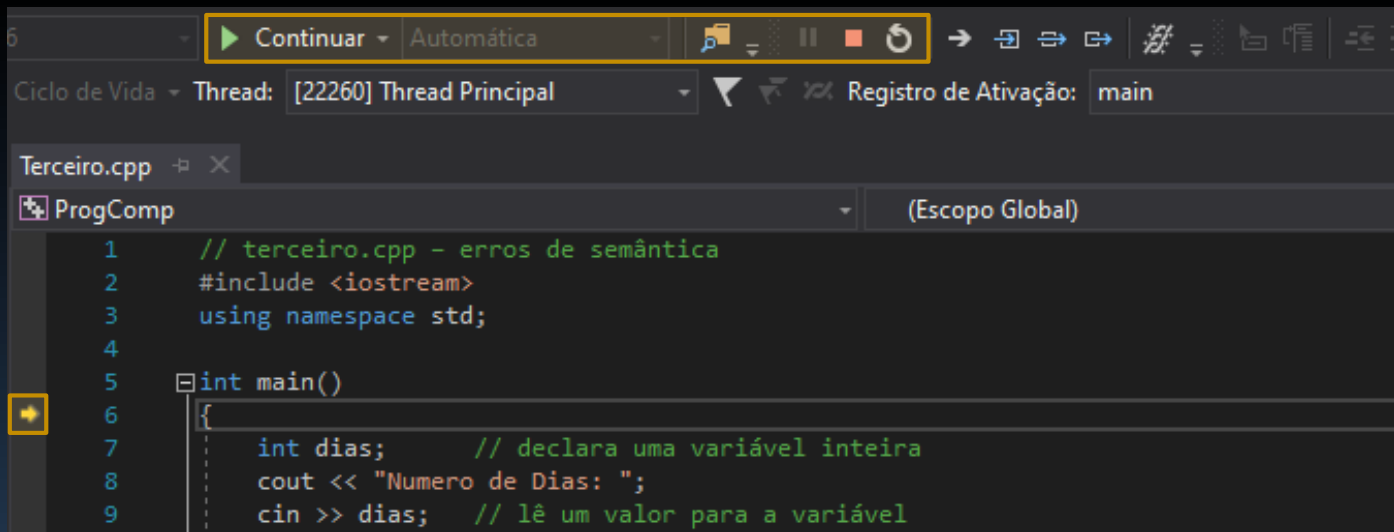 6 Continuar Automática
Ciclo de Vida Thread: [22260] Thread Principal Registro de Ativação: main
Terceiro.cpp
ProgComp (Escopo Global)
1 // terceiro.cpp – erros de semântica
2 #include <iostream>
3 using namespace std;
4
5 int main()
6 {
7 int dias; // declara uma variável inteira
8 cout << "Numero de Dias: ";
9 cin >> dias; // lê um valor para a variável